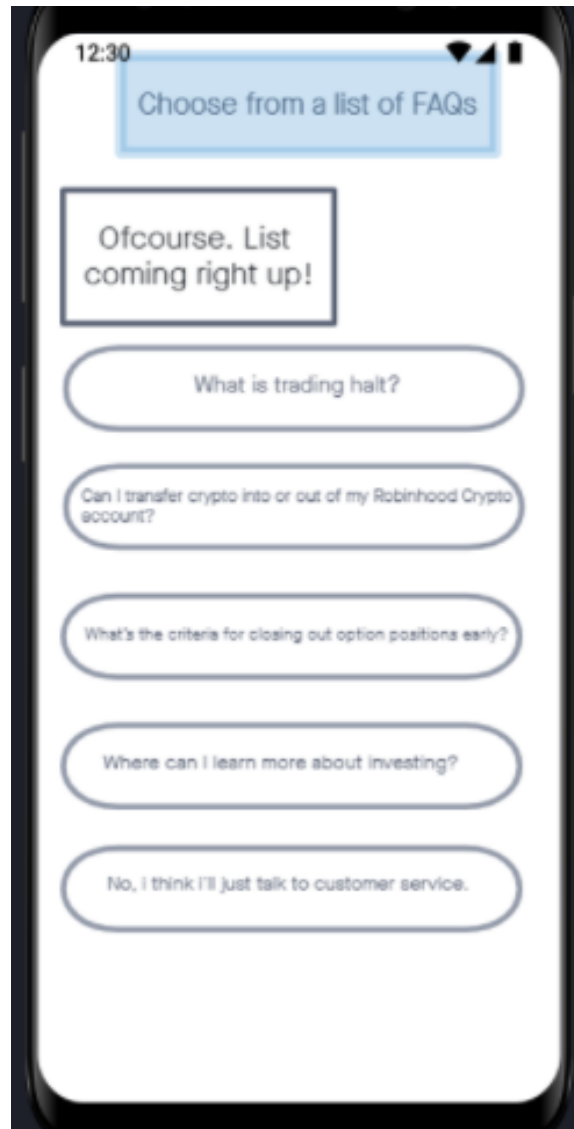 12:30
Choose from a list of FAQs
Ofcourse. List
coming right up!
What is trading halt?
Can I transfer crypto into or out of my Robinhood Crypto
account?
What's the criteria for closing out option positions early?
Where can I learn more about investing?
No, i think i'll just talk to customer service.